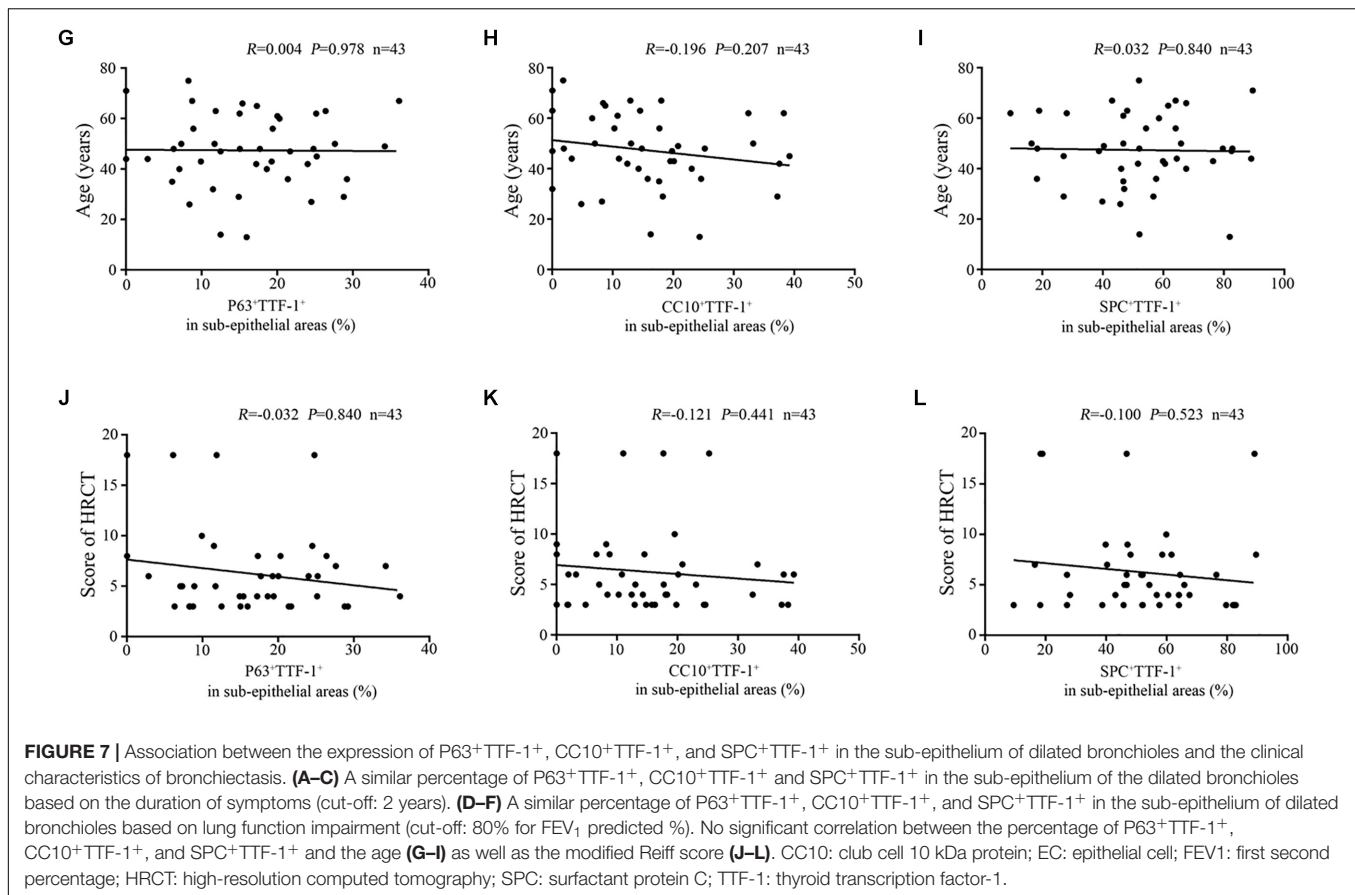 G
R=0.004 P=0.978 n=43
Age (years)
80
60
40
20
0
0 10 20 30 40
P63⁺TTF-1⁺
in sub-epithelial areas (%)
H
R=-0.196 P=0.207 n=43
Age (years)
80
60
40
20
0
0 10 20 30 40 50
CC10⁺TTF-1⁺
in sub-epithelial areas (%)
I
R=0.032 P=0.840 n=43
Age (years)
80
60
40
20
0
0 20 40 60 80 100
SPC⁺TTF-1⁺
in sub-epithelial areas (%)
J
R=-0.032 P=0.840 n=43
Score of HRCT
20
15
10
5
0
0 10 20 30 40
P63⁺TTF-1⁺
in sub-epithelial areas (%)
K
R=-0.121 P=0.441 n=43
Score of HRCT
20
15
10
5
0
0 10 20 30 40 50
CC10⁺TTF-1⁺
in sub-epithelial areas (%)
L
R=-0.100 P=0.523 n=43
Score of HRCT
20
15
10
5
0
0 20 40 60 80 100
SPC⁺TTF-1⁺
in sub-epithelial areas (%)
FIGURE 7 | Association between the expression of P63⁺TTF-1⁺, CC10⁺TTF-1⁺, and SPC⁺TTF-1⁺ in the sub-epithelium of dilated bronchioles and the clinical
characteristics of bronchiectasis. (A–C) A similar percentage of P63⁺TTF-1⁺, CC10⁺TTF-1⁺ and SPC⁺TTF-1⁺ in the sub-epithelium of the dilated bronchioles
based on the duration of symptoms (cut-off: 2 years). (D–F) A similar percentage of P63⁺TTF-1⁺, CC10⁺TTF-1⁺, and SPC⁺TTF-1⁺ in the sub-epithelium of dilated
bronchioles based on lung function impairment (cut-off: 80% for FEV₁ predicted %). No significant correlation between the percentage of P63⁺TTF-1⁺,
CC10⁺TTF-1⁺, and SPC⁺TTF-1⁺ and the age (G–I) as well as the modified Reiff score (J–L). CC10: club cell 10 kDa protein; EC: epithelial cell; FEV1: first second
percentage; HRCT: high-resolution computed tomography; SPC: surfactant protein C; TTF-1: thyroid transcription factor-1.